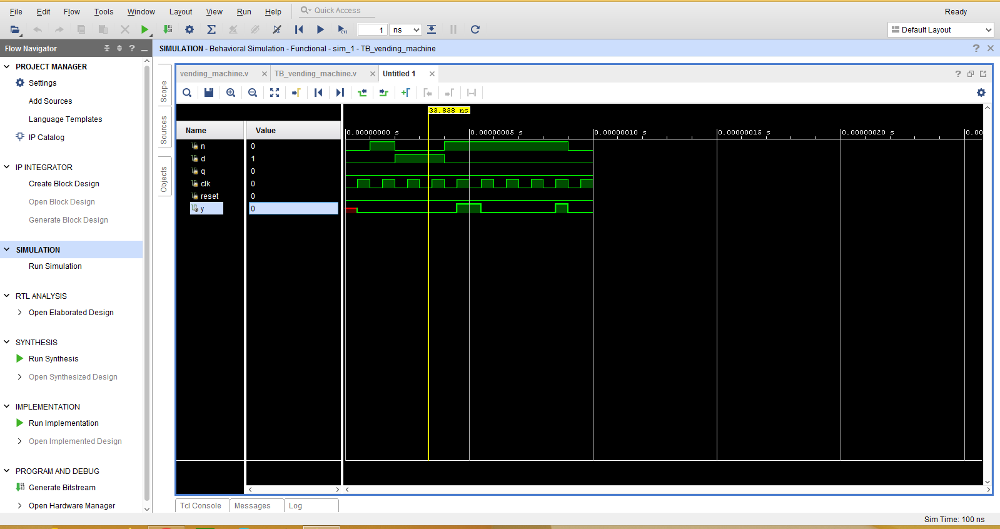 File Edit Flow Tools Window Layout View Run Help Quick Access Ready
1 ns Default Layout
Flow Navigator
SIMULATION - Behavioral Simulation - Functional - sim_1 - TB_vending_machine
PROJECT MANAGER
Settings
Add Sources
Language Templates
IP Catalog
IP INTEGRATOR
Create Block Design
Open Block Design
Generate Block Design
SIMULATION
Run Simulation
RTL ANALYSIS
Open Elaborated Design
SYNTHESIS
Run Synthesis
Open Synthesized Design
IMPLEMENTATION
Run Implementation
Open Implemented Design
PROGRAM AND DEBUG
Generate Bitstream
Open Hardware Manager
Scope
Sources
Objects
vending_machine.v TB_vending_machine.v Untitled 1
33.838 ns
Name Value
0.00000000 s 0.00000005 s 0.00000010 s 0.00000015 s 0.00000020 s 0.00
n 0
d 1
q 0
clk 0
reset 0
y 0
Tcl Console Messages Log
Sim Time: 100 ns